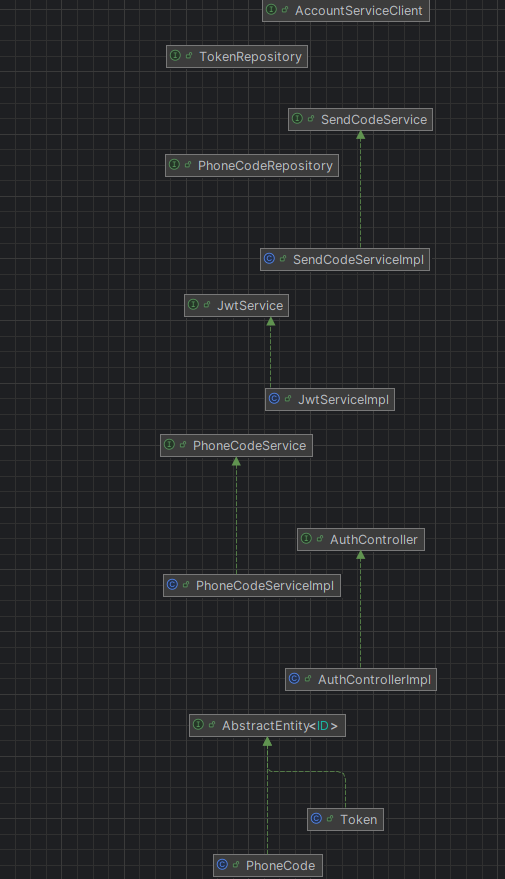 AccountServiceClient
TokenRepository
SendCodeService
PhoneCodeRepository
SendCodeServiceImpl
JwtService
JwtServiceImpl
PhoneCodeService
AuthController
PhoneCodeServiceImpl
AuthControllerImpl
AbstractEntity<ID>
Token
PhoneCode